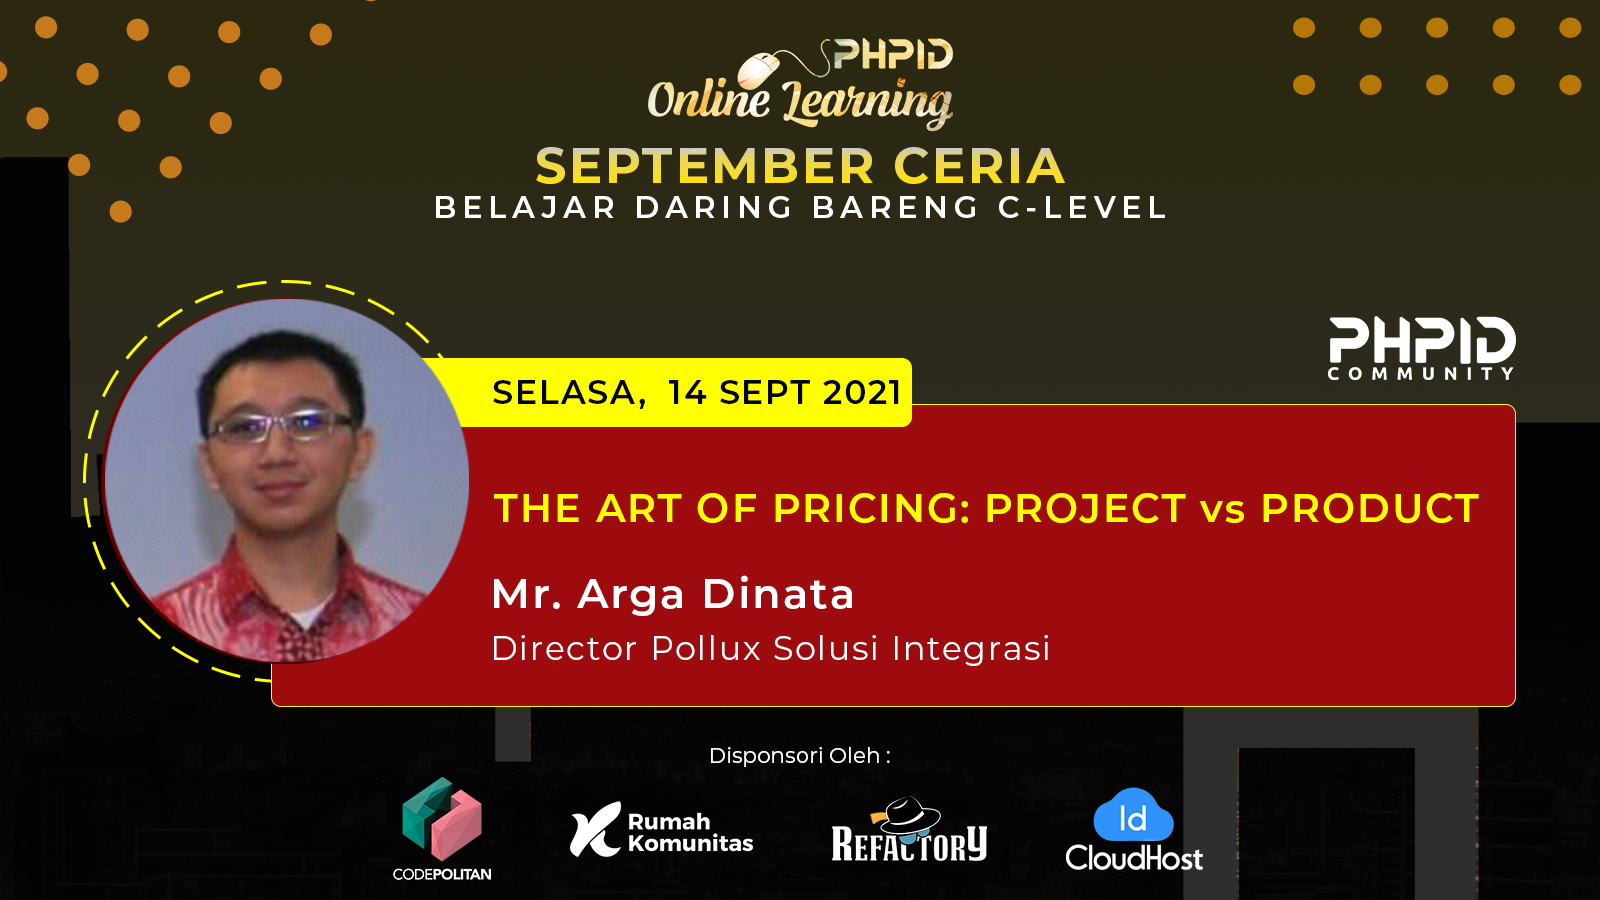 PHPID
Online Learning
SEPTEMBER CERIA
BELAJAR DARING BARENG C-LEVEL
PHPID
COMMUNITY
SELASA, 14 SEPT 2021
THE ART OF PRICING: PROJECT vs PRODUCT
Mr. Arga Dinata
Director Pollux Solusi Integrasi
Disponsori Oleh :
CODEPOLITAN
Rumah
Komunitas
REFACTORY
Id
CloudHost